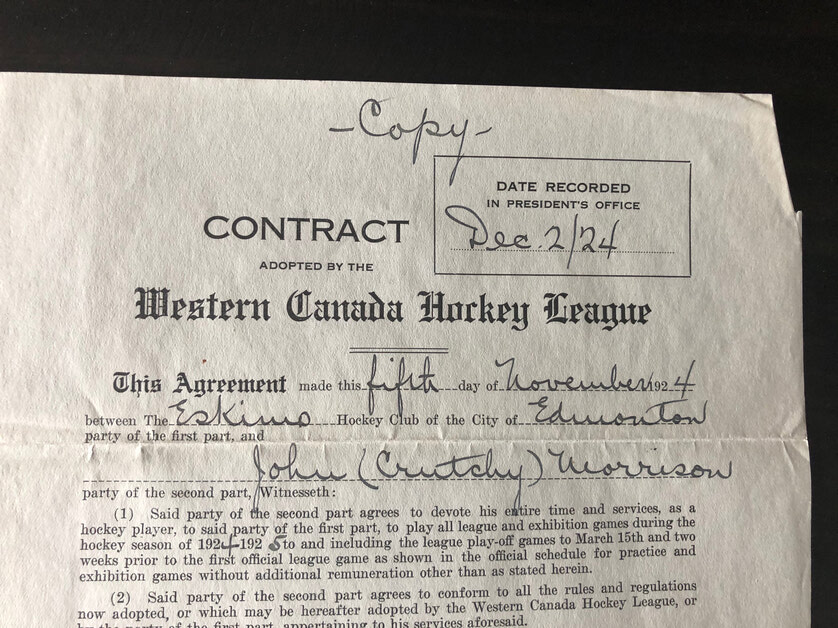 -Copy-
DATE RECORDED
IN PRESIDENT'S OFFICE
Dec. 2/24
CONTRACT
ADOPTED BY THE
Western Canada Hockey League
This Agreement made this fifth day of November 1924
between The Eskimo Hockey Club of the City of Edmonton
party of the first part, and
John (Crutchy) Morrison
party of the second part, Witnesseth:
(1) Said party of the second part agrees to devote his entire time and services, as a
hockey player, to said party of the first part, to play all league and exhibition games during the
hockey season of 1924-1925 to and including the league play-off games to March 15th and two
weeks prior to the first official league game as shown in the official schedule for practice and
exhibition games without additional remuneration other than as stated herein.
(2) Said party of the second part agrees to conform to all the rules and regulations
now adopted, or which may be hereafter adopted by the Western Canada Hockey League, or
by the party of the first part, appertaining to his services aforesaid.